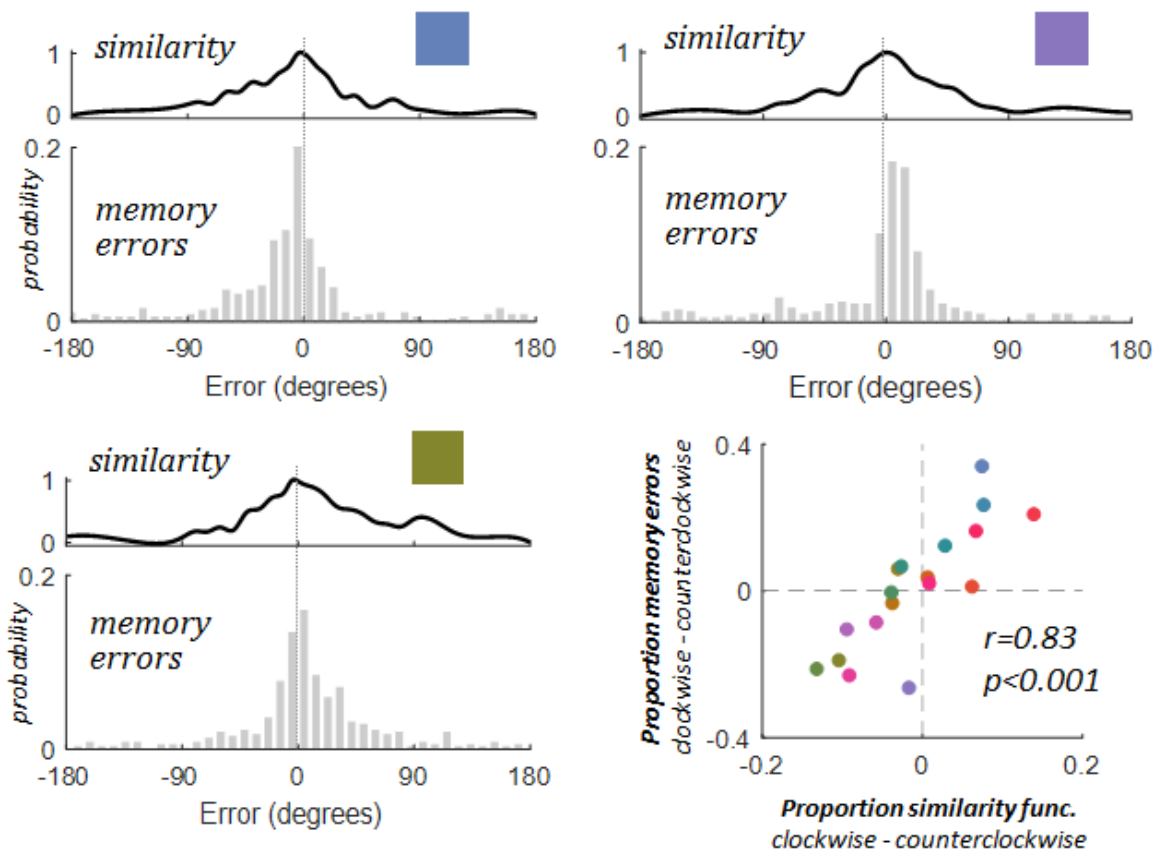 similarity
1
0
0.2
probability
memory
errors
0
-180 -90 0 90 180
Error (degrees)
similarity
1
0
0.2
memory
errors
0
-180 -90 0 90 180
Error (degrees)
similarity
1
0
0.2
probability
memory
errors
0
-180 -90 0 90 180
Error (degrees)
Proportion memory errors
clockwise - counterclockwise
0.4
0
-0.4
r=0.83
p<0.001
-0.2 0 0.2
Proportion similarity func.
clockwise - counterclockwise